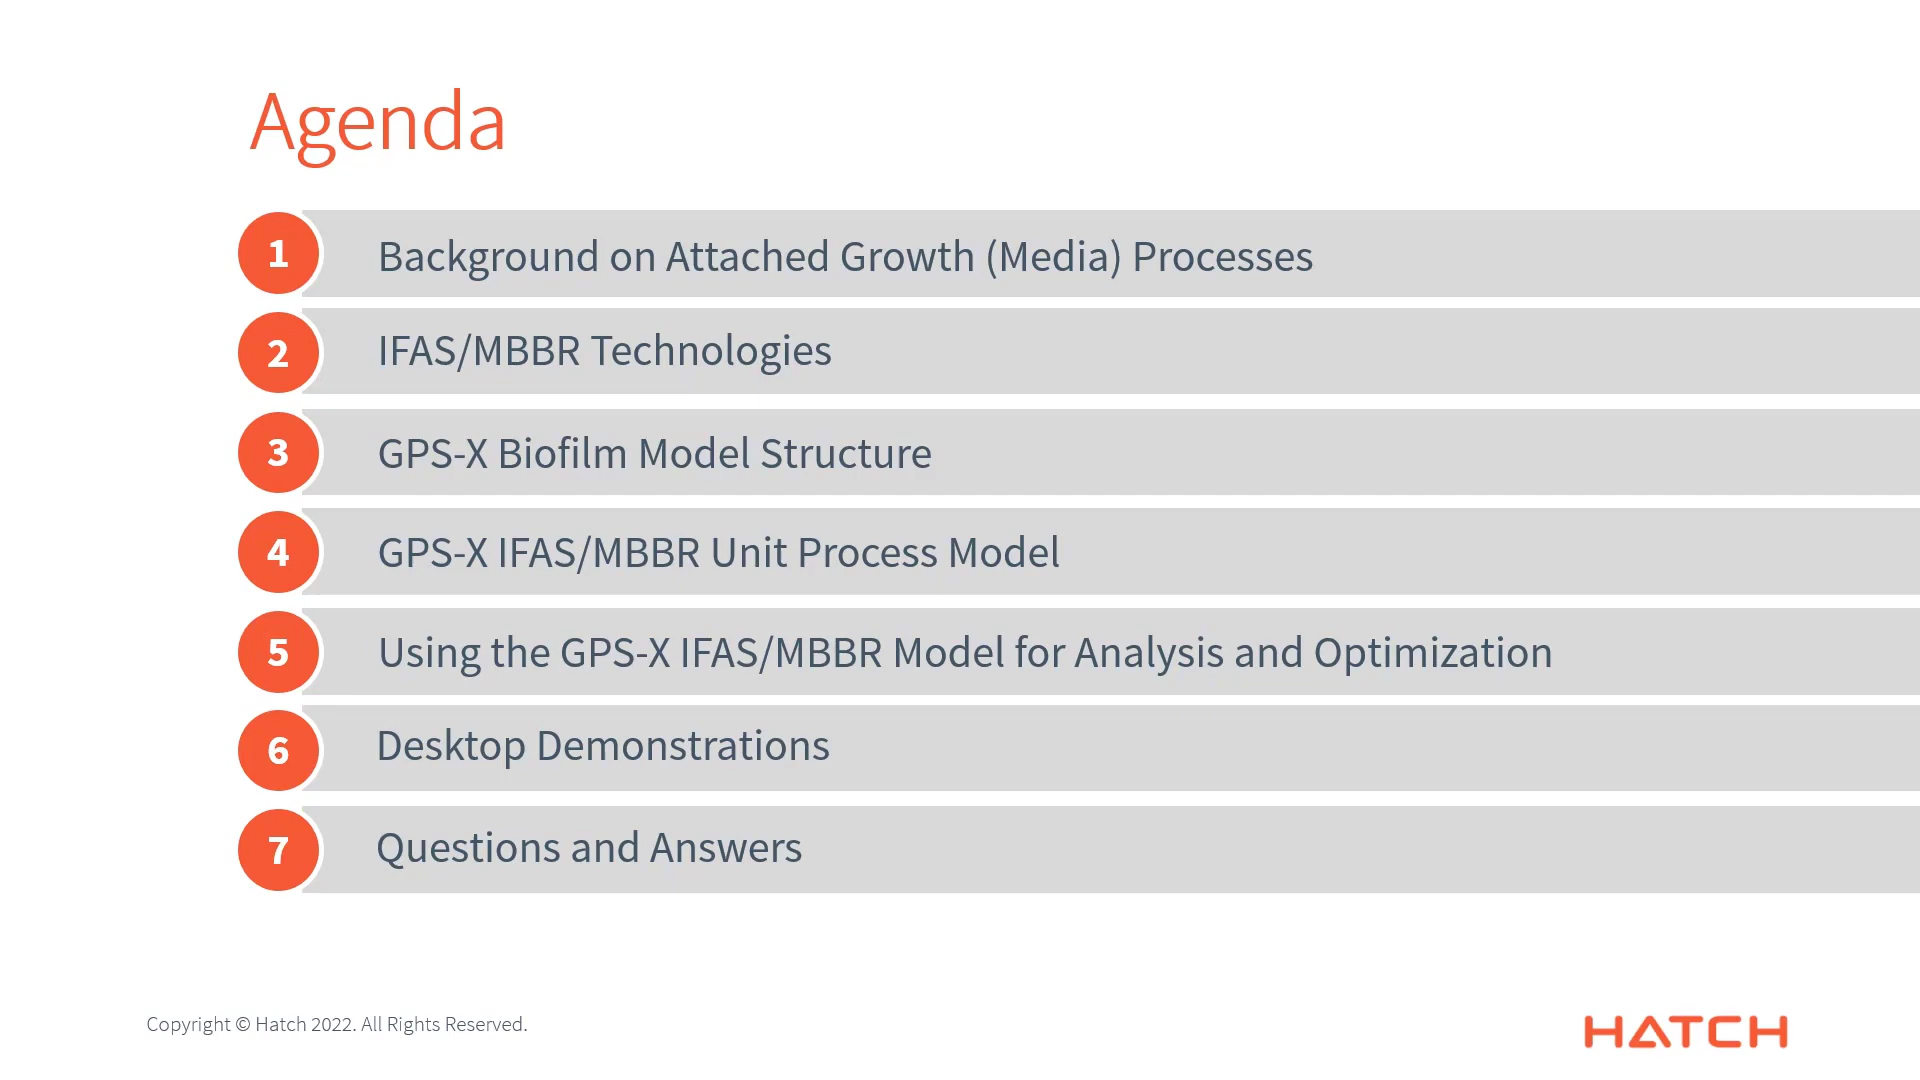 Agenda
1 Background on Attached Growth (Media) Processes
2 IFAS/MBBR Technologies
3 GPS-X Biofilm Model Structure
4 GPS-X IFAS/MBBR Unit Process Model
5 Using the GPS-X IFAS/MBBR Model for Analysis and Optimization
6 Desktop Demonstrations
7 Questions and Answers
Copyright © Hatch 2022. All Rights Reserved.
HATCH